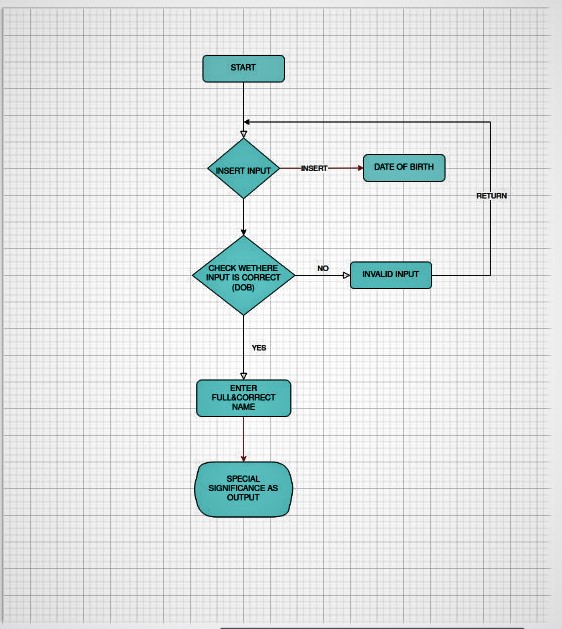 START
INSERT INPUT
INSERT
DATE OF BIRTH
RETURN
CHECK WETHERE
INPUT IS CORRECT
(DOB)
NO
INVALID INPUT
YES
ENTER
FULL&CORRECT
NAME
SPECIAL
SIGNIFICANCE AS
OUTPUT